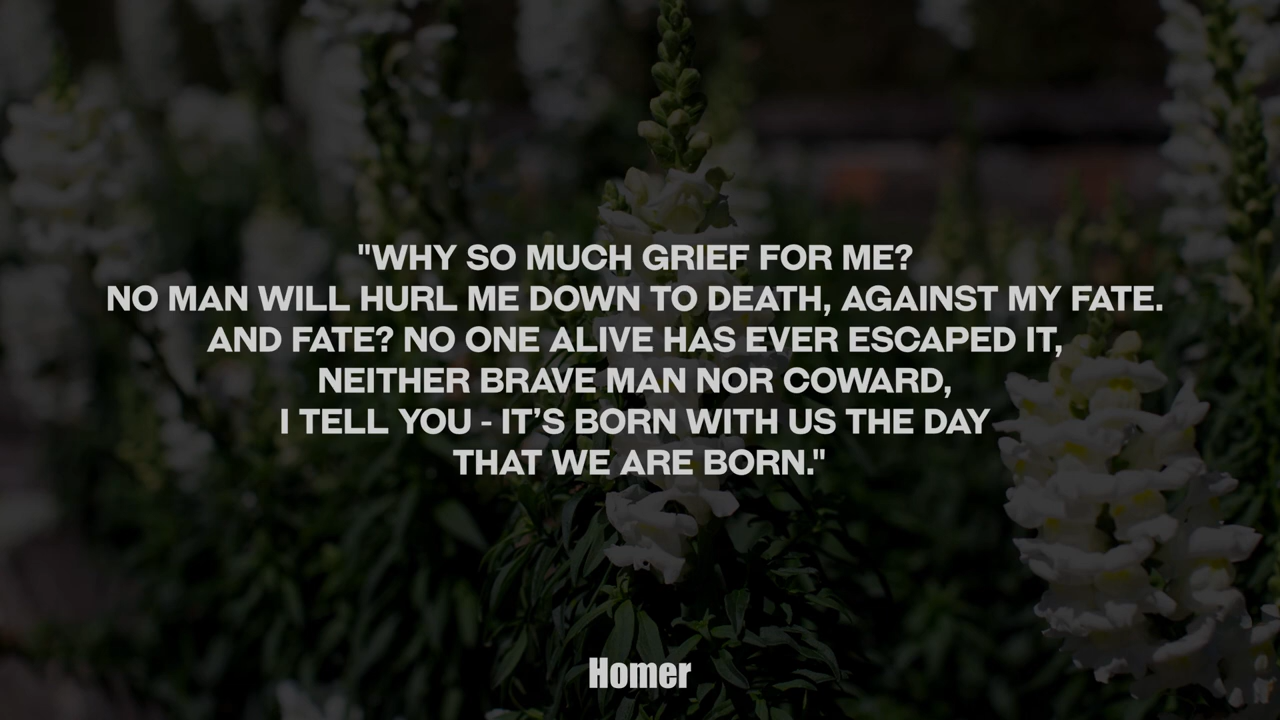 "WHY SO MUCH GRIEF FOR ME?
NO MAN WILL HURL ME DOWN TO DEATH, AGAINST MY FATE.
AND FATE? NO ONE ALIVE HAS EVER ESCAPED IT,
NEITHER BRAVE MAN NOR COWARD,
I TELL YOU - IT’S BORN WITH US THE DAY
THAT WE ARE BORN."
Homer